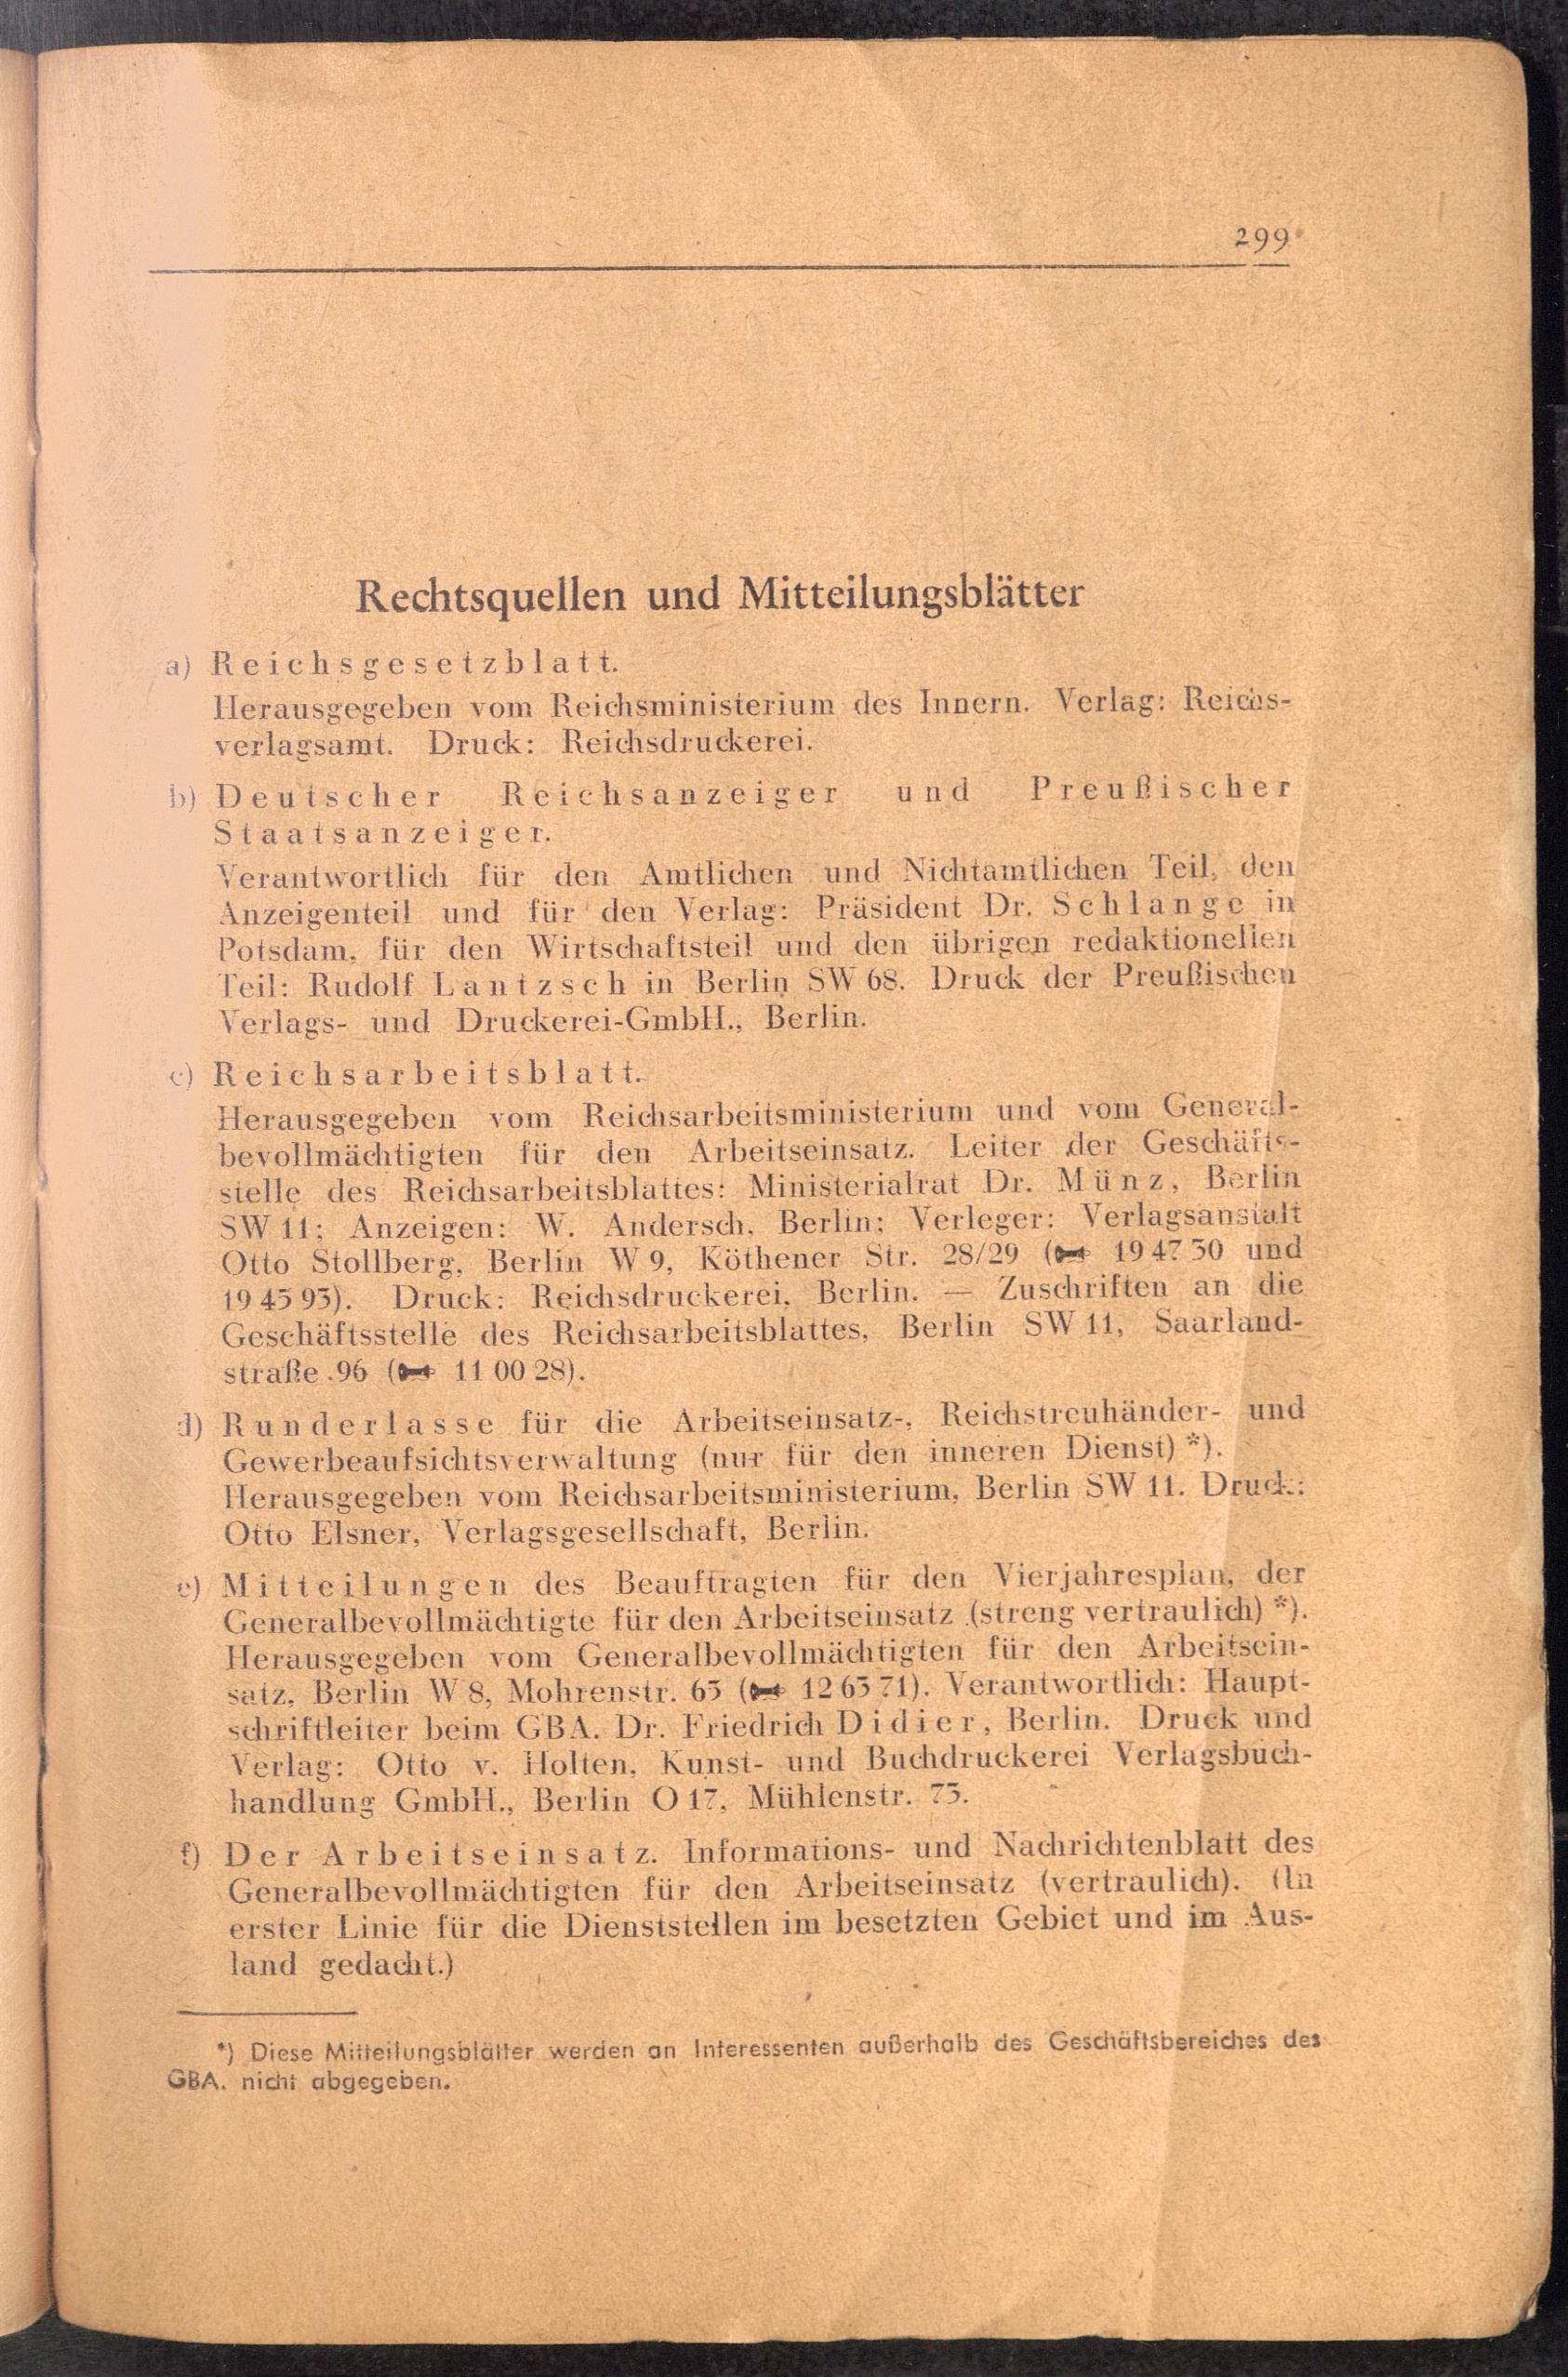 299
Rechtsquellen und Mitteilungsblätter
a) Reichsgesetzblatt.
Herausgegeben vom Reichsministerium des Innern. Verlag: Reichs-
verlagsamt. Druck: Reichsdruckerei.
b) Deutscher Reichsanzeiger und Preußischer
Staatsanzeiger.
Verantwortlich für den Amtlichen und Nichtamtlichen Teil, den
Anzeigenteil und für den Verlag: Präsident Dr. Schlange in
Potsdam, für den Wirtschaftsteil und den übrigen redaktionellen
Teil: Rudolf Lantzsch in Berlin SW 68. Druck der Preußischen
Verlags- und Druckerei-GmbH., Berlin.
c) Reichsarbeitsblatt.
Herausgegeben vom Reichsarbeitsministerium und vom General-
bevollmächtigten für den Arbeitseinsatz. Leiter der Geschäfts-
stelle des Reichsarbeitsblattes: Ministerialrat Dr. Münz, Berlin
SW 11; Anzeigen: W. Andersch, Berlin; Verleger: Verlagsanstalt
Otto Stollberg, Berlin W 9, Köthener Str. 28/29 ( 19 47 30 und
19 45 93). Druck: Reichsdruckerei, Berlin. — Zuschriften an die
Geschäftsstelle des Reichsarbeitsblattes, Berlin SW 11, Saarland-
straße 96 ( 11 00 28).
d) Runderlasse für die Arbeitseinsatz-, Reichstreuhänder- und
Gewerbeaufsichtsverwaltung (nur für den inneren Dienst) *).
Herausgegeben vom Reichsarbeitsministerium, Berlin SW 11. Druck:
Otto Elsner, Verlagsgesellschaft, Berlin.
e) Mitteilungen des Beauftragten für den Vierjahresplan, der
Generalbevollmächtigte für den Arbeitseinsatz (streng vertraulich) *).
Herausgegeben vom Generalbevollmächtigten für den Arbeitsein-
satz, Berlin W 8, Mohrenstr. 65 ( 12 65 71). Verantwortlich: Haupt-
schriftleiter beim GBA. Dr. Friedrich Didier, Berlin. Druck und
Verlag: Otto v. Holten, Kunst- und Buchdruckerei Verlagsbuch-
handlung GmbH., Berlin O 17, Mühlenstr. 73.
f) Der Arbeitseinsatz. Informations- und Nachrichtenblatt des
Generalbevollmächtigten für den Arbeitseinsatz (vertraulich). (In
erster Linie für die Dienststellen im besetzten Gebiet und im Aus-
land gedacht.)
*) Diese Mitteilungsblätter werden an Interessenten außerhalb des Geschäftsbereiches des
GBA. nicht abgegeben.